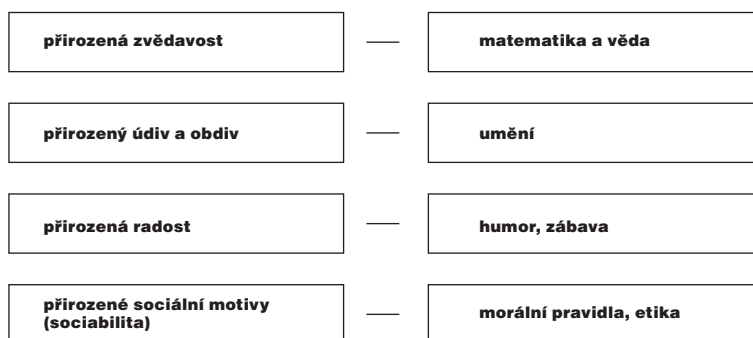 přirozená zvědavost
matematika a věda
přirozený údiv a obdiv
umění
přirozená radost
humor, zábava
přirozené sociální motivy
(sociabilita)
morální pravidla, etika